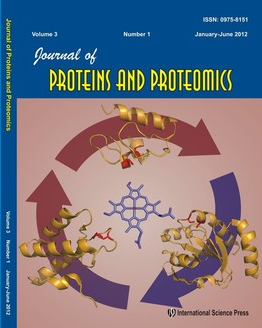 Journal of Proteins and Proteomics
Volume 3 Number 1 January-June 2012
ISSN: 0975-8151
Volume 3 Number 1 January-June 2012
Journal of
PROTEINS AND PROTEOMICS
International Science Press